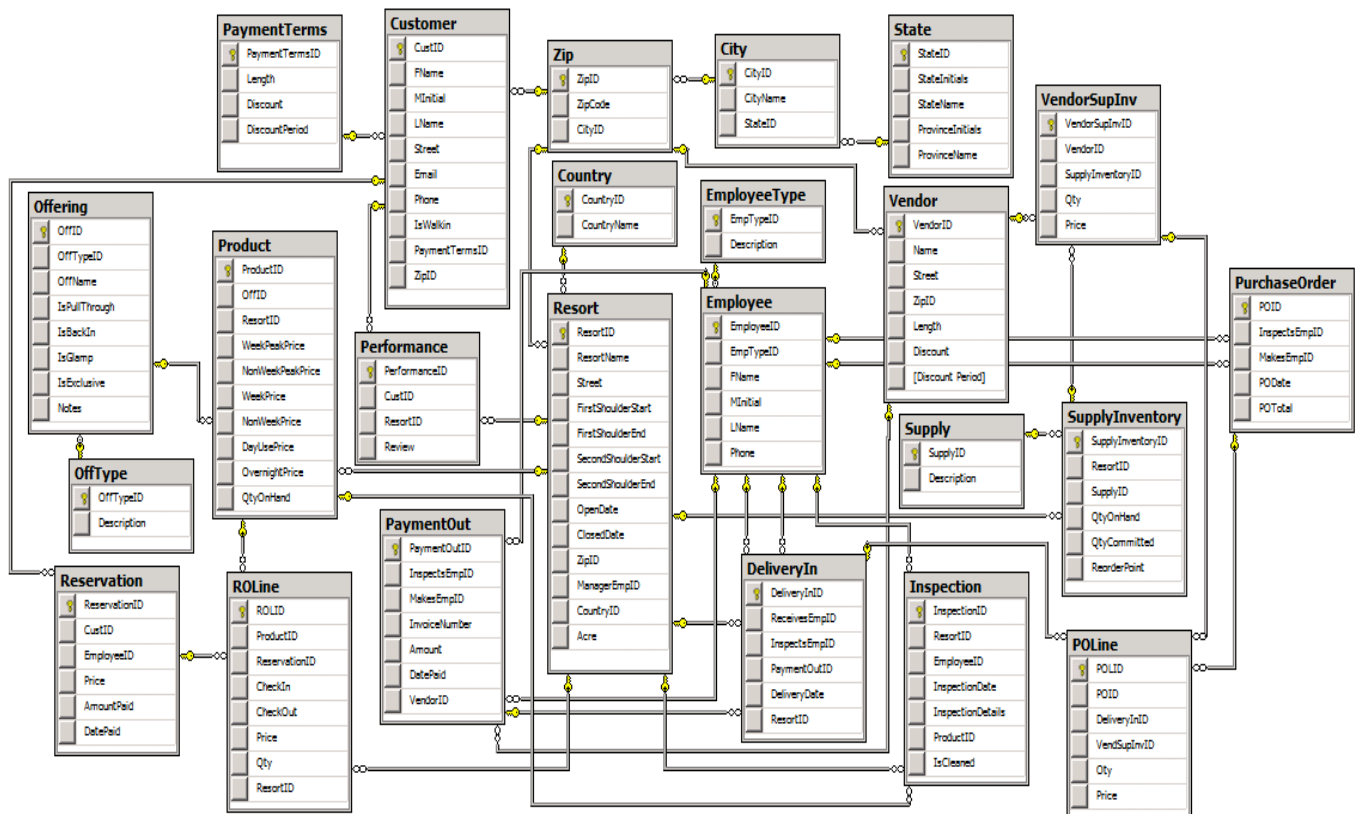 PaymentTerms
PaymentTermsID
Length
Discount
DiscountPeriod
Customer
CustID
FName
MInitial
LName
Street
Email
Phone
IsWalkin
PaymentTermsID
ZipID
Zip
ZipID
ZipCode
CityID
City
CityID
CityName
StateID
State
StateID
StateInitials
StateName
ProvinceInitials
ProvinceName
VendorSupInv
VendorSupInvID
VendorID
SupplyInventoryID
Qty
Price
Offering
OffID
OffTypeID
OffName
IsPullThrough
IsBackIn
IsGlamp
IsExclusive
Notes
Product
ProductID
OffID
ResortID
WeekPeakPrice
NonWeekPeakPrice
WeekPrice
NonWeekPrice
DayUsePrice
OvernightPrice
QtyOnHand
Country
CountryID
CountryName
EmployeeType
EmpTypeID
Description
Vendor
VendorID
Name
Street
ZipID
Length
Discount
[Discount Period]
PurchaseOrder
POID
InspectsEmpID
MakesEmpID
PODate
POTotal
Performance
PerformanceID
CustID
ResortID
Review
Resort
ResortID
ResortName
Street
FirstShoulderStart
FirstShoulderEnd
SecondShoulderStart
SecondShoulderEnd
OpenDate
ClosedDate
ZipID
ManagerEmpID
CountryID
Acre
Employee
EmployeeID
EmpTypeID
FName
MInitial
LName
Phone
Supply
SupplyID
Description
SupplyInventory
SupplyInventoryID
ResortID
SupplyID
QtyOnHand
QtyCommitted
ReorderPoint
OffType
OffTypeID
Description
PaymentOut
PaymentOutID
InspectsEmpID
MakesEmpID
InvoiceNumber
Amount
DatePaid
VendorID
Reservation
ReservationID
CustID
EmployeeID
Price
AmountPaid
DatePaid
ROLine
ROLID
ProductID
ReservationID
CheckIn
CheckOut
Price
Qty
ResortID
DeliveryIn
DeliveryInID
ReceivesEmpID
InspectsEmpID
PaymentOutID
DeliveryDate
ResortID
Inspection
InspectionID
ResortID
EmployeeID
InspectionDate
InspectionDetails
ProductID
IsCleaned
POLine
POLID
POID
DeliveryInID
VendSupInvID
Qty
Price